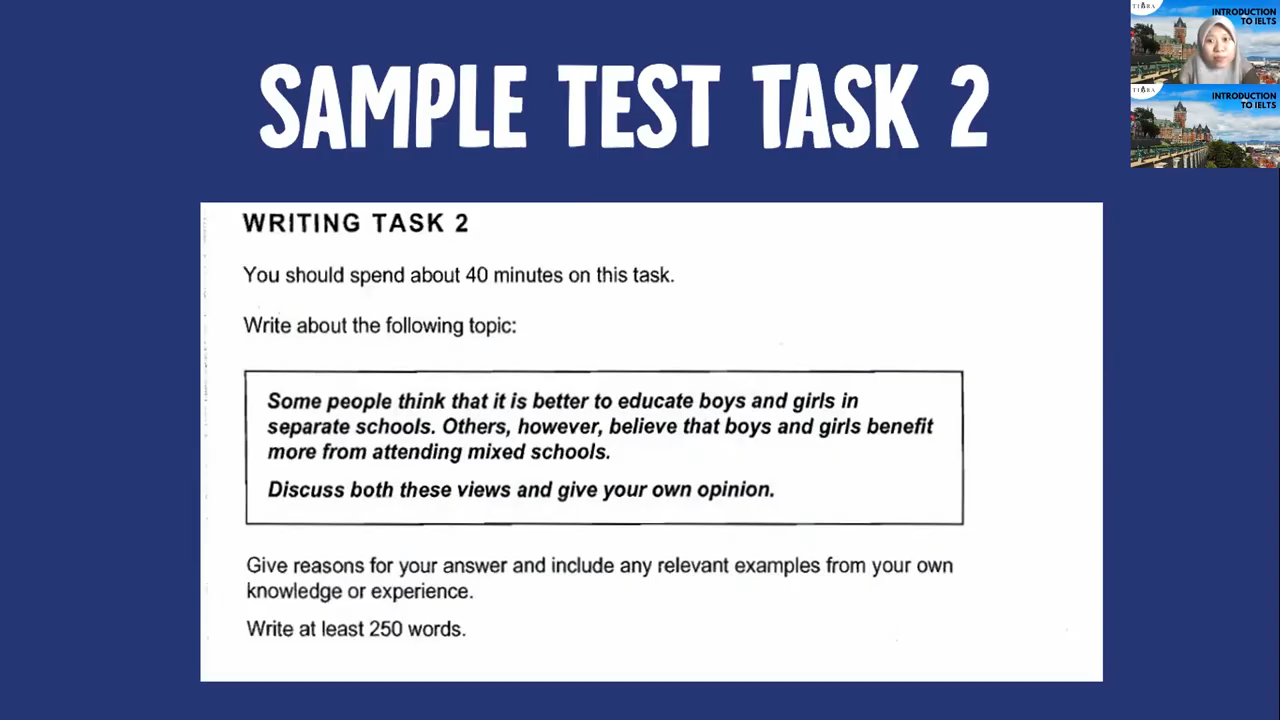 SAMPLE TEST TASK 2
WRITING TASK 2
You should spend about 40 minutes on this task.
Write about the following topic:
Some people think that it is better to educate boys and girls in
separate schools. Others, however, believe that boys and girls benefit
more from attending mixed schools.
Discuss both these views and give your own opinion.
Give reasons for your answer and include any relevant examples from your own
knowledge or experience.
Write at least 250 words.
TIARA
INTRODUCTION
TO IELTS
TIARA
INTRODUCTION
TO IELTS